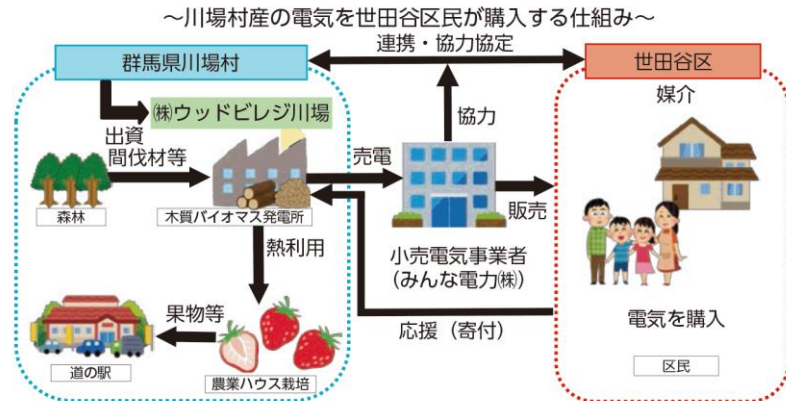 ～川場村産の電気を世田谷区民が購入する仕組み～
連携・協力協定
群馬県川場村
世田谷区
㈱ウッドビレジ川場
媒介
出資
協力
間伐材等
売電
販売
森林
木質バイオマス発電所
熱利用
小売電気事業者
(みんな電力㈱)
果物等
応援（寄付）
電気を購入
道の駅
農業ハウス栽培
区民